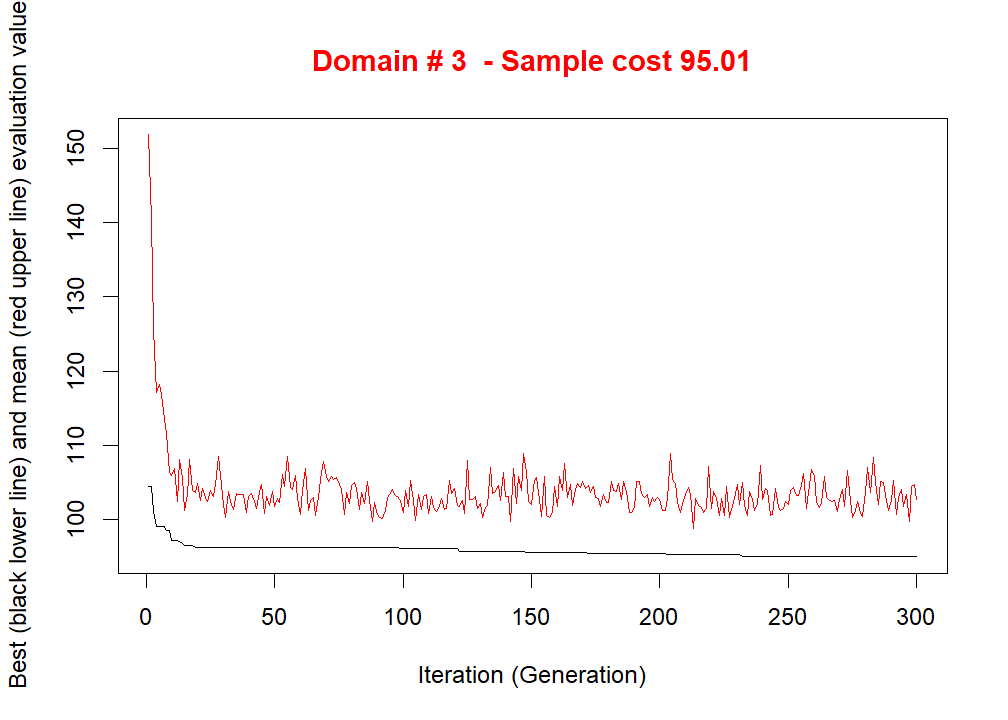 Domain # 3  - Sample cost 95.01
Best (black lower line) and mean (red upper line) evaluation value
150
140
130
120
110
100
0 50 100 150 200 250 300
Iteration (Generation)